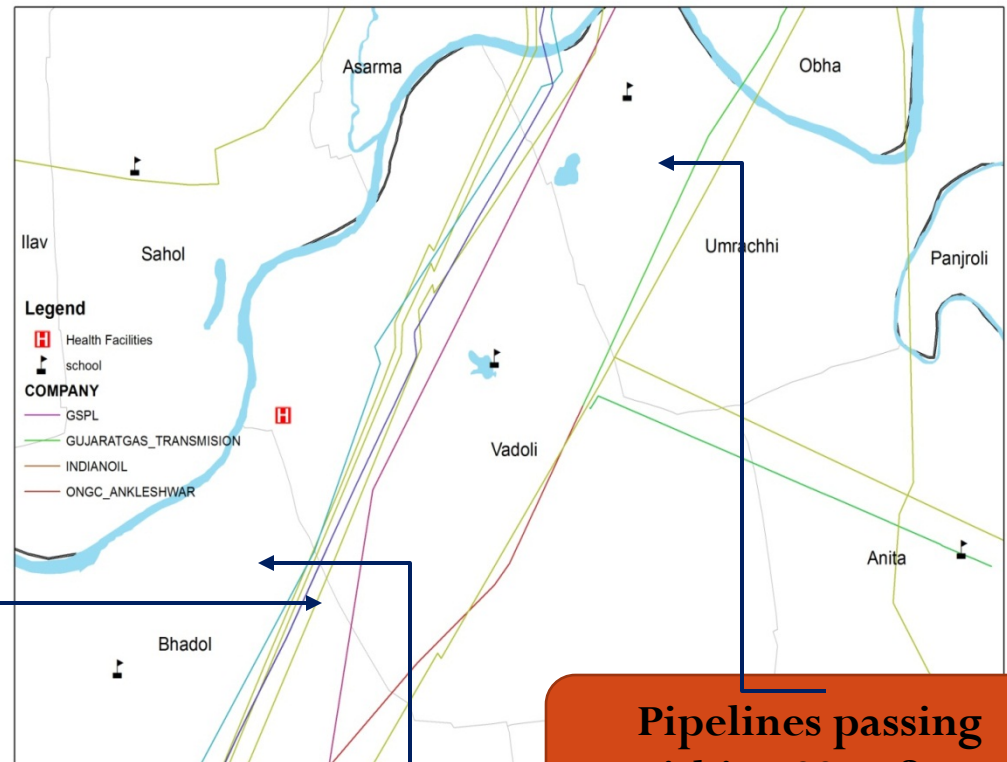 Asarma
Obha
Ilav
Sahol
Umrachhi
Panjroli
Legend
H Health Facilities
school
COMPANY
GSPL
GUJARATGAS_TRANSMISION
INDIANOIL
ONGC_ANKLESHWAR
H
Vadoli
Anita
Bhadol
Pipelines passing